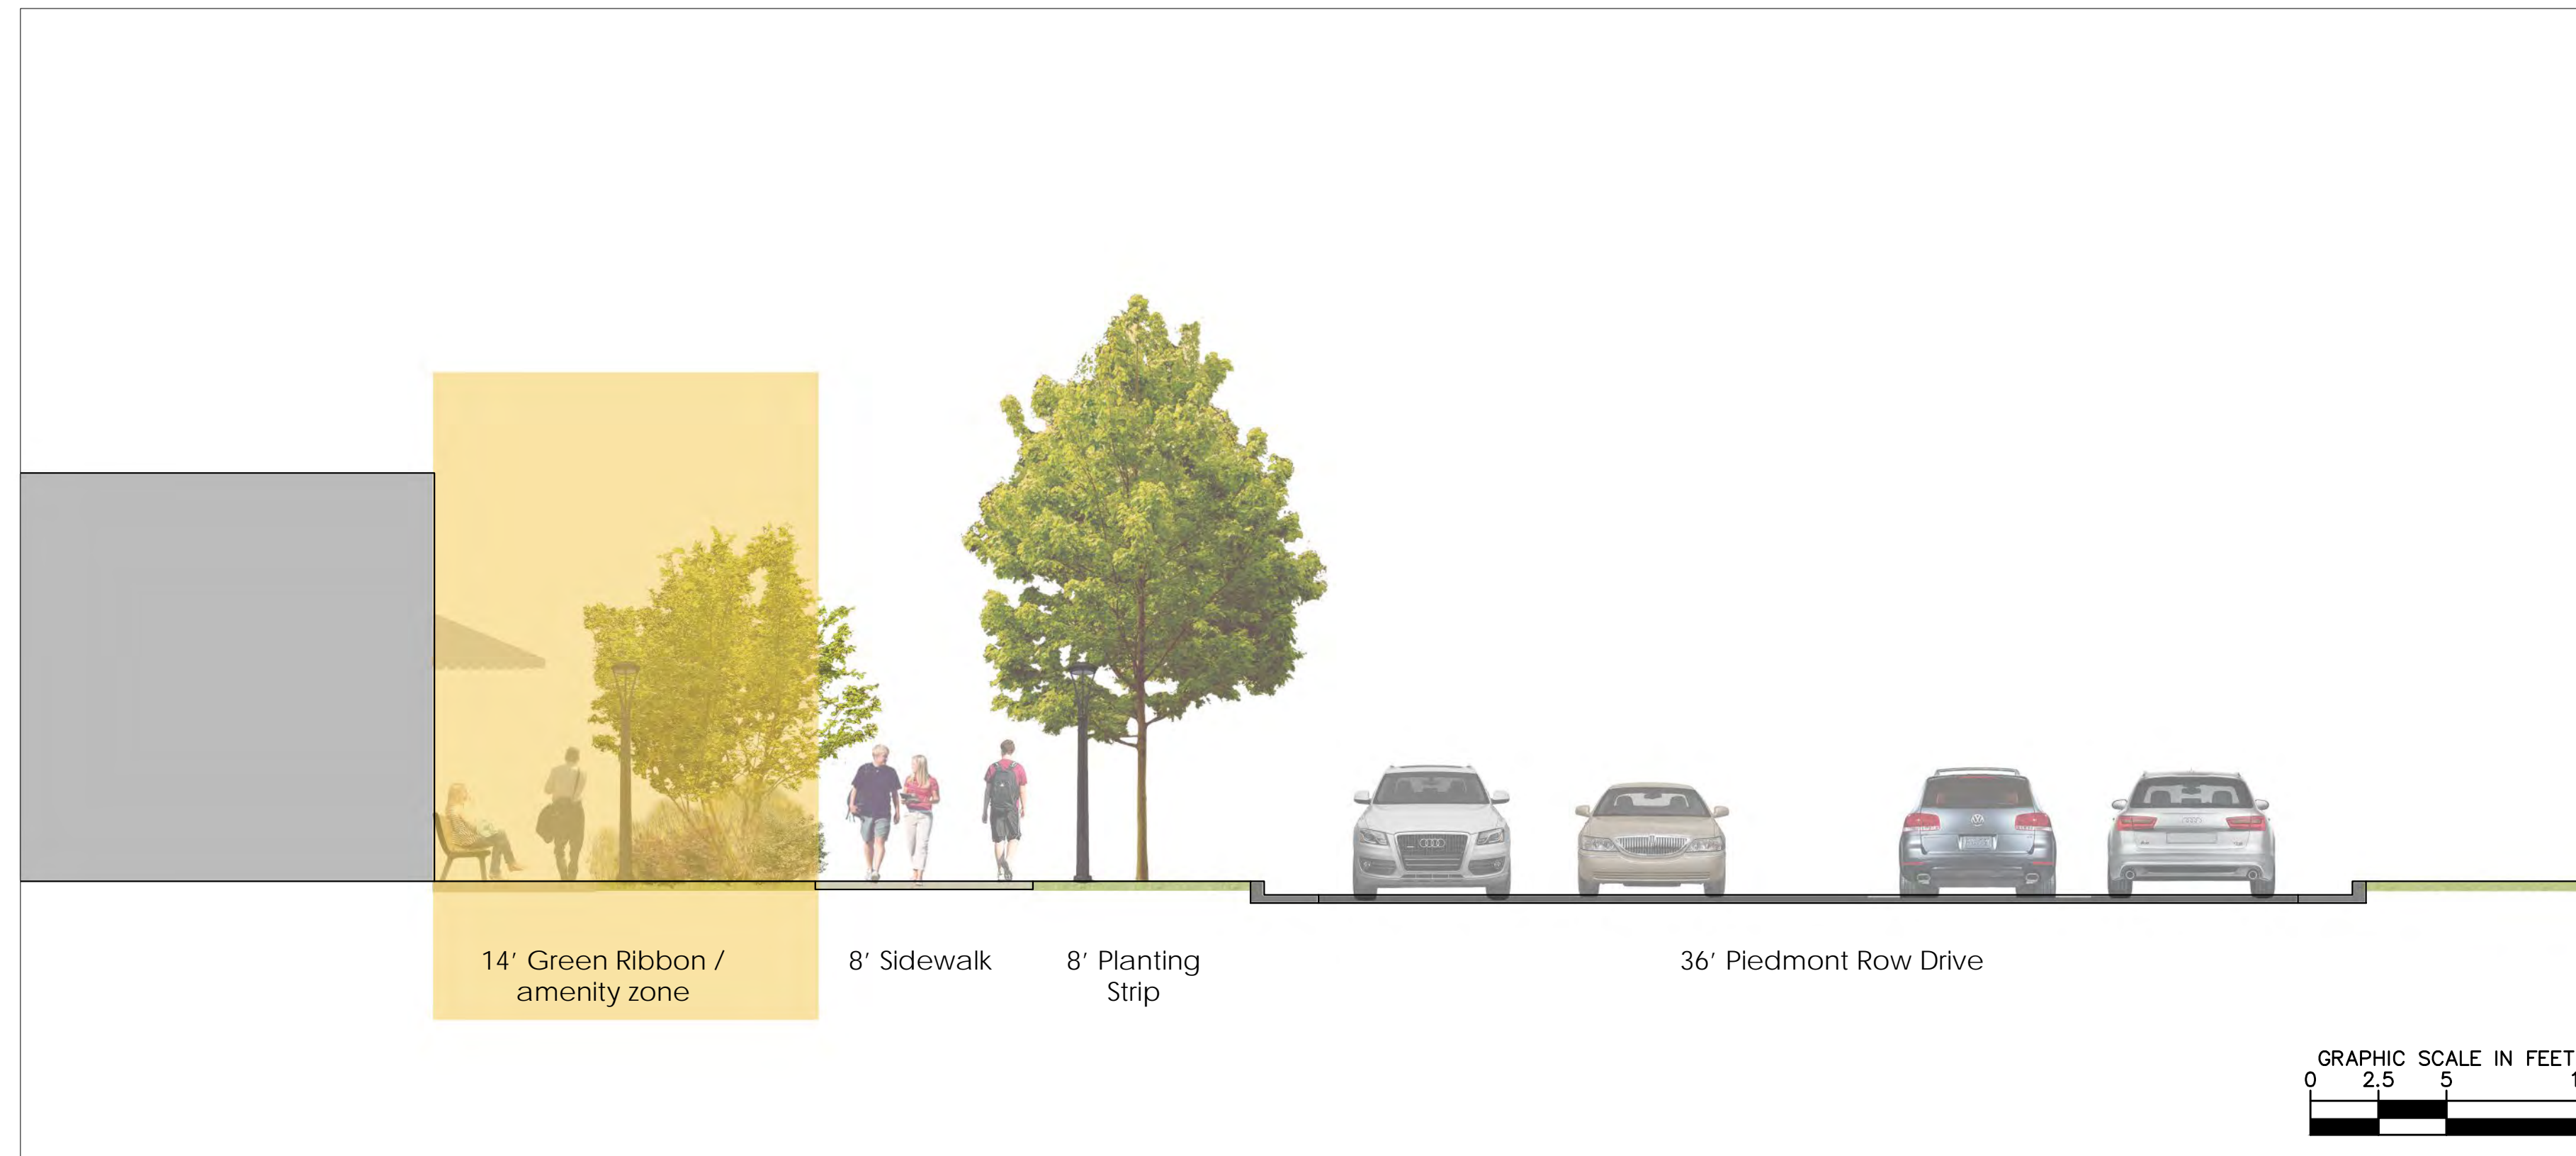 14' Green Ribbon /
amenity zone
8' Sidewalk
8' Planting
Strip
36' Piedmont Row Drive
GRAPHIC SCALE IN FEET
0 2.5 5